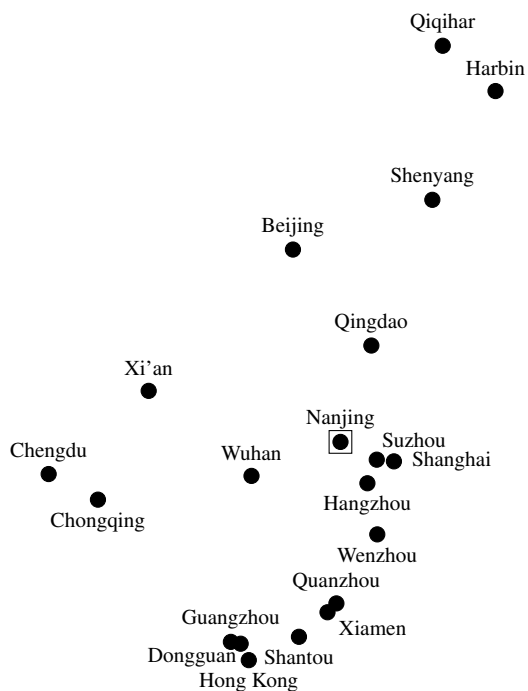 Qiqihar
Harbin
Shenyang
Beijing
Qingdao
Xi'an
Nanjing
Chengdu
Wuhan
Suzhou
Shanghai
Chongqing
Hangzhou
Wenzhou
Quanzhou
Guangzhou
Xiamen
Dongguan
Shantou
Hong Kong